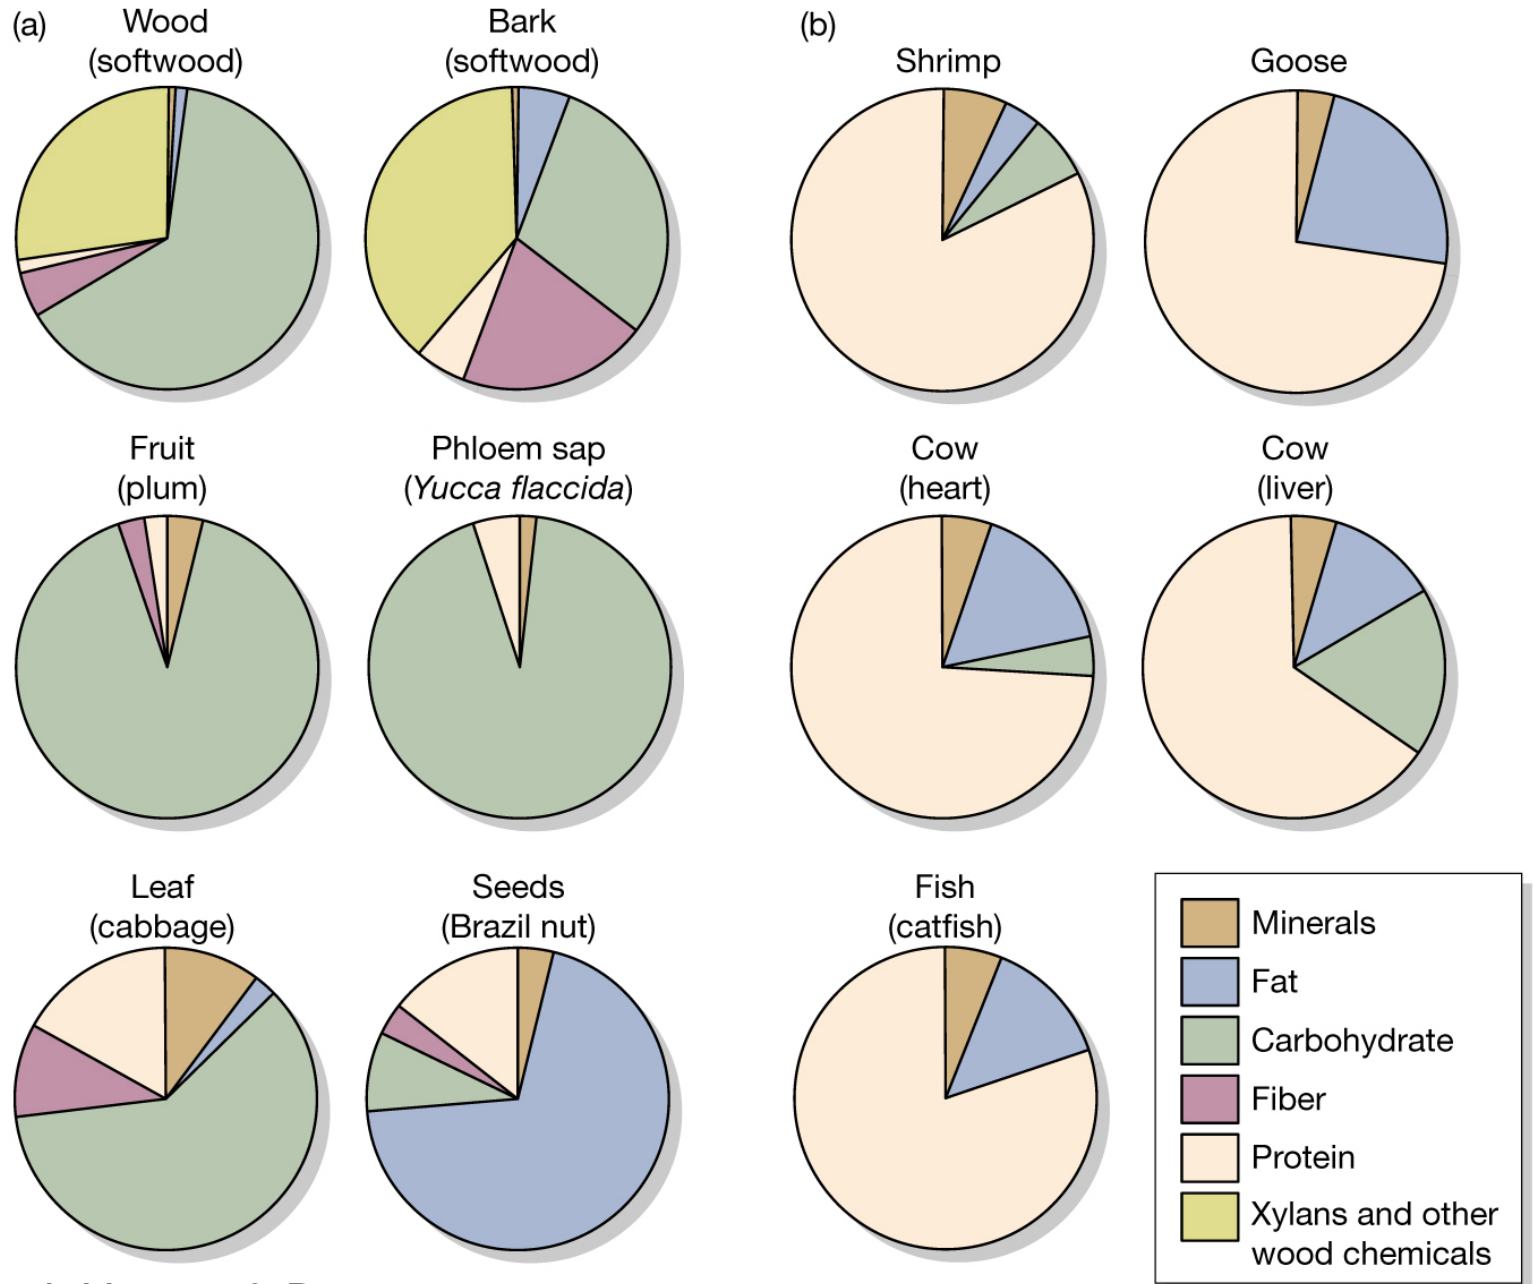 (a)
Wood
(softwood)
Bark
(softwood)
(b)
Shrimp
Goose
Fruit
(plum)
Phloem sap
(Yucca flaccida)
Cow
(heart)
Cow
(liver)
Leaf
(cabbage)
Seeds
(Brazil nut)
Fish
(catfish)
Minerals
Fat
Carbohydrate
Fiber
Protein
Xylans and other
wood chemicals